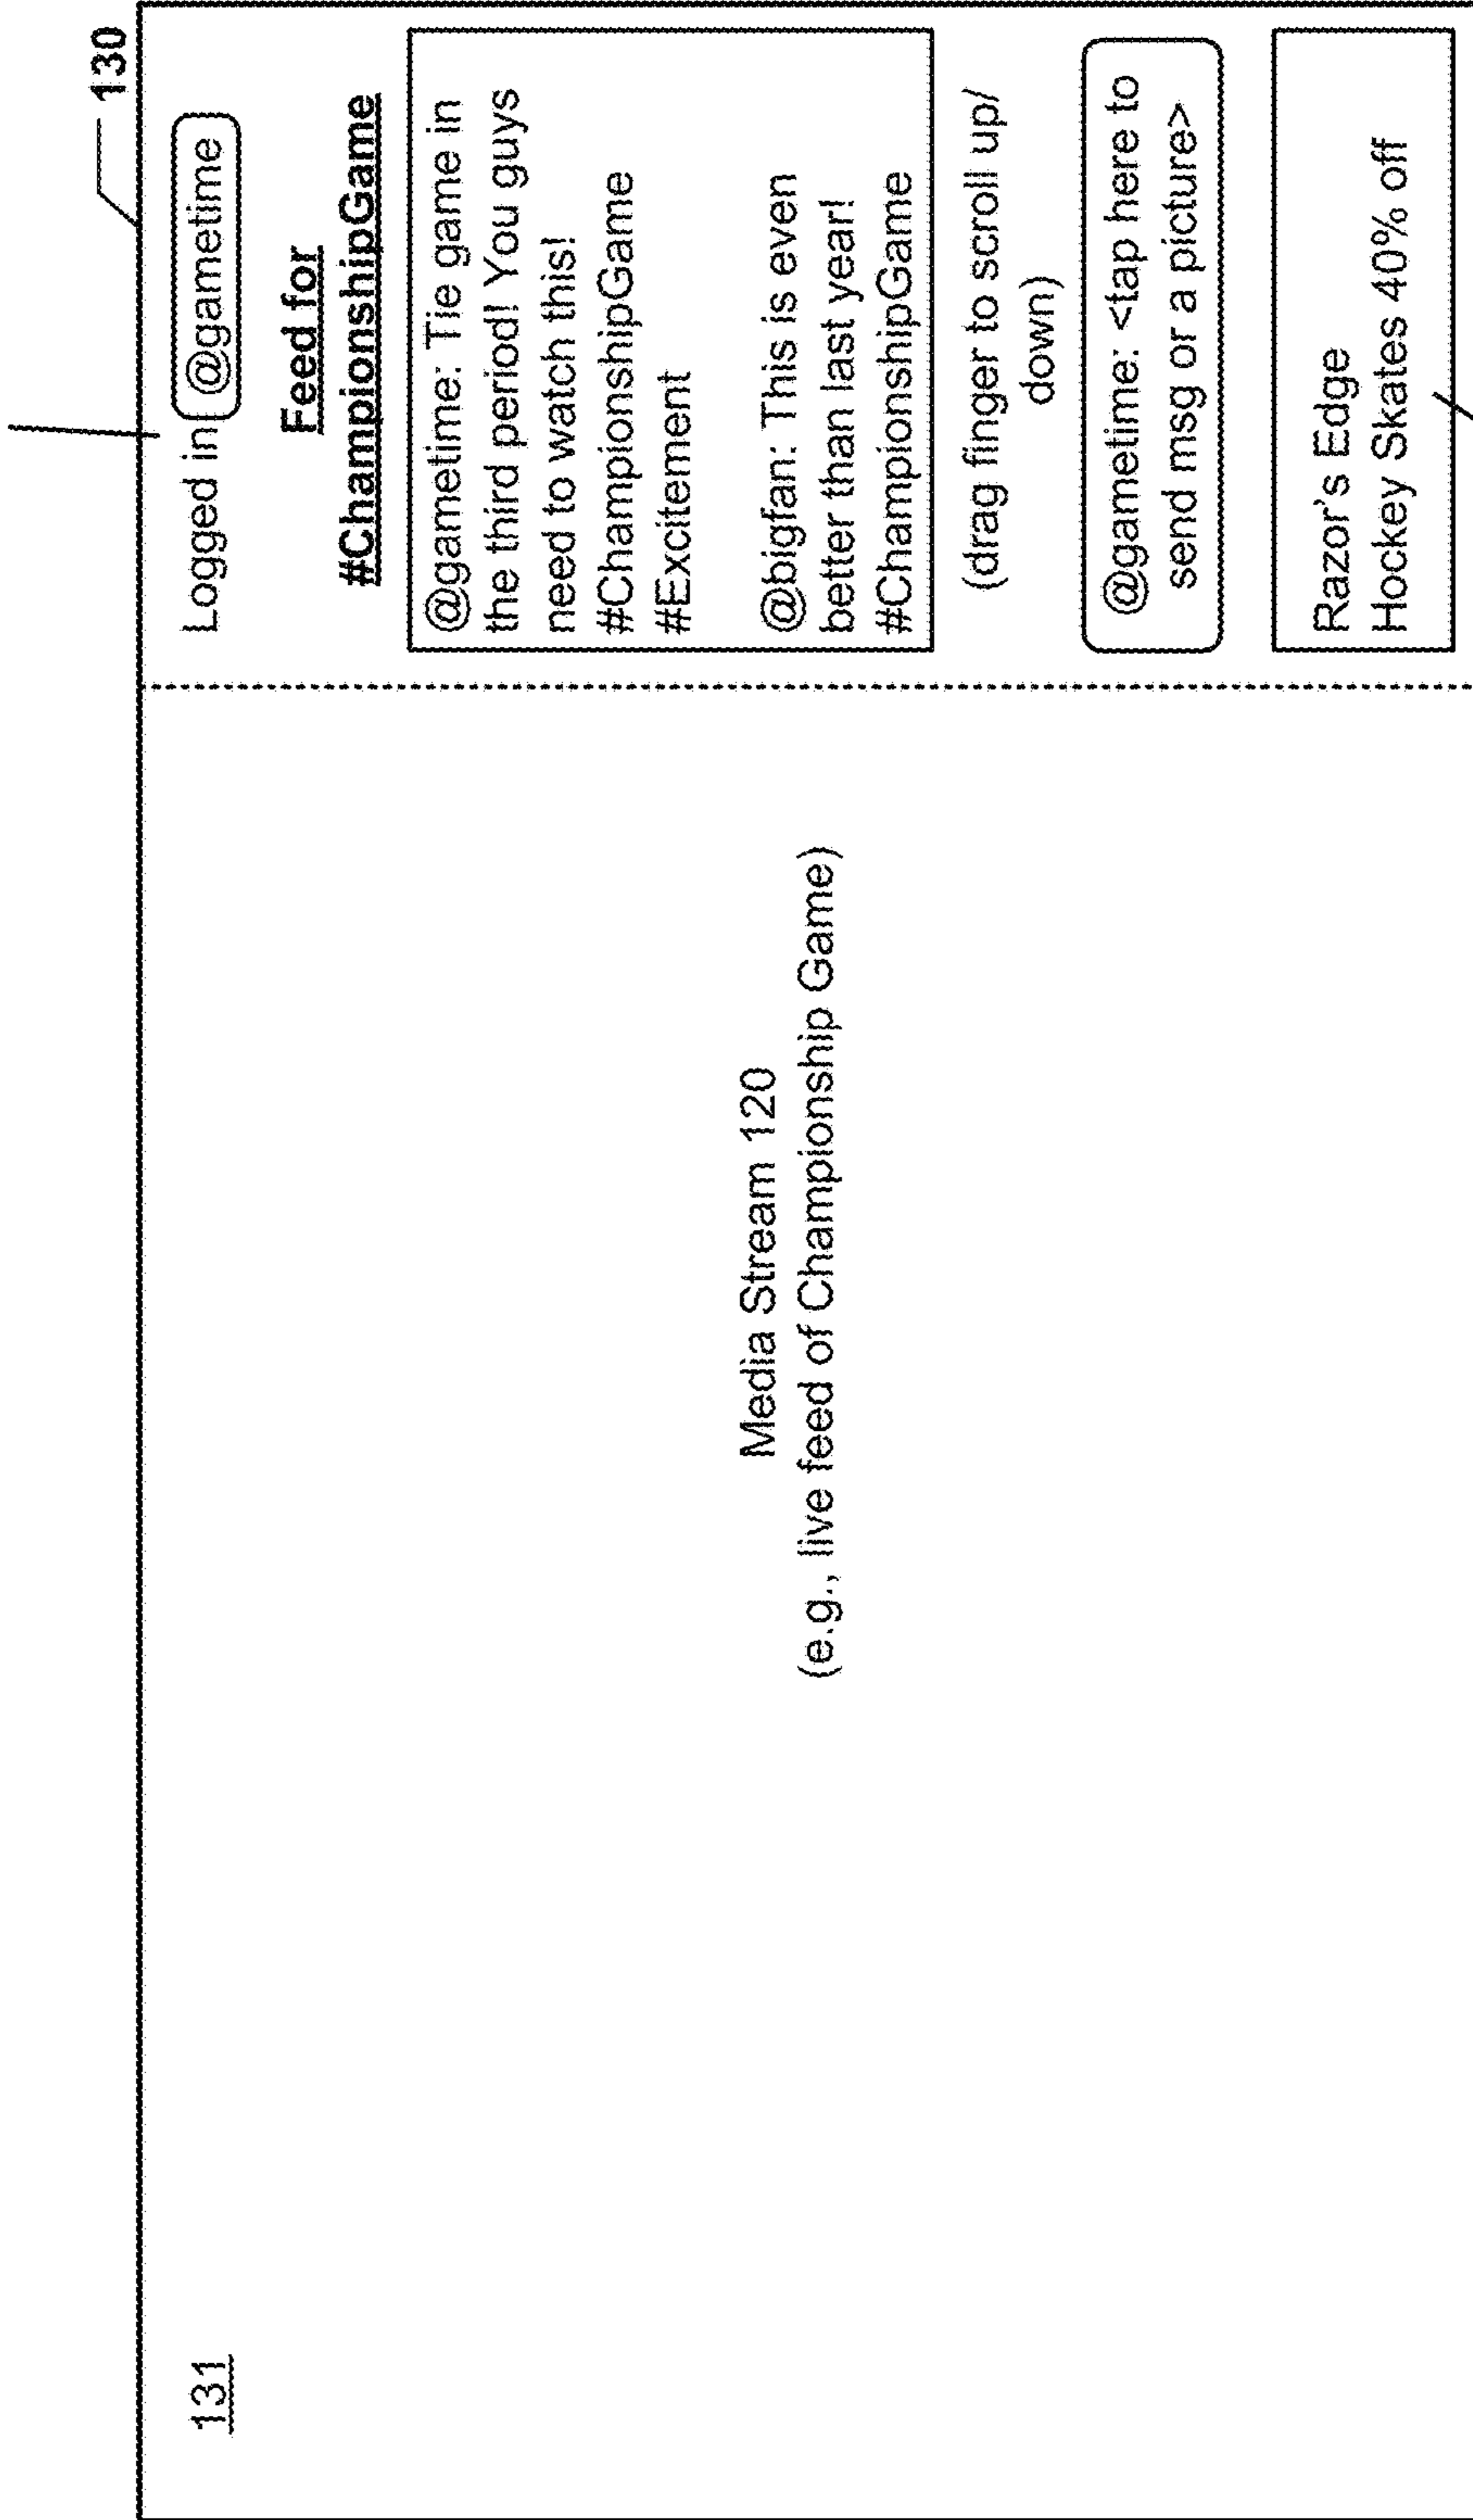 130
131
Media Stream 120
(e.g., live feed of Championship Game)
Logged in @gametime
Feed for
#ChampionshipGame
@gametime: Tie game in
the third period! You guys
need to watch this!
#ChampionshipGame
#Excitement
@bigfan: This is even
better than last year!
#ChampionshipGame
(drag finger to scroll up/
down)
@gametime: <tap here to
send msg or a picture>
Razor's Edge
Hockey Skates 40% off